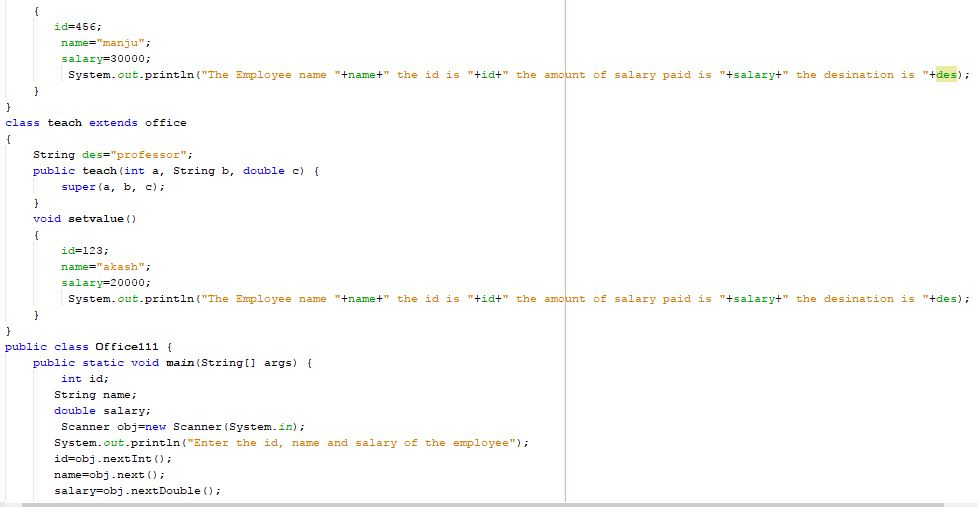 {
id=456;
name="manju";
salary=30000;
System.out.println("The Employee name "+name+" the id is "+id+" the amount of salary paid is "+salary+" the desination is "+des);
}
}
class teach extends office
{
String des="professor";
public teach(int a, String b, double c) {
super(a, b, c);
}
void setvalue()
{
id=123;
name="akash";
salary=20000;
System.out.println("The Employee name "+name+" the id is "+id+" the amount of salary paid is "+salary+" the desination is "+des);
}
}
public class Office111 {
public static void main(String[] args) {
int id;
String name;
double salary;
Scanner obj=new Scanner(System.in);
System.out.println("Enter the id, name and salary of the employee");
id=obj.nextInt();
name=obj.next();
salary=obj.nextDouble();